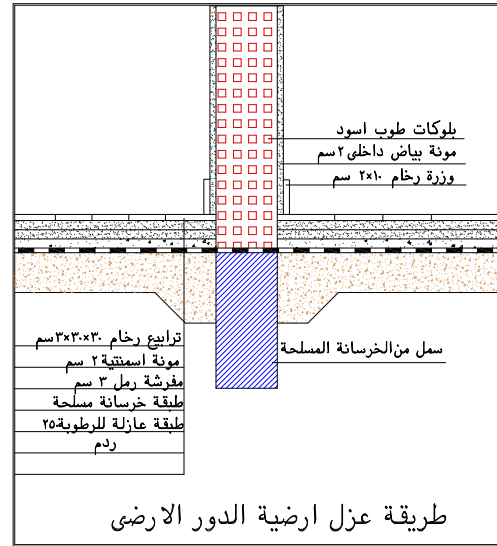 بلوكات طوب اسود
مونة بياض داخلى ٢سم
وزرة رخام ١٠×٢ سم
سمل من الخرسانة المسلحة
ترابيع رخام ٣٠×٣٠×٣سم
مونة اسمنتية ٢ سم
مفرشة رمل ٣ سم
طبقة خرسانة مسلحة
طبقة عازلة للرطوبة٢٥
ردم
طريقة عزل ارضية الدور الارضى